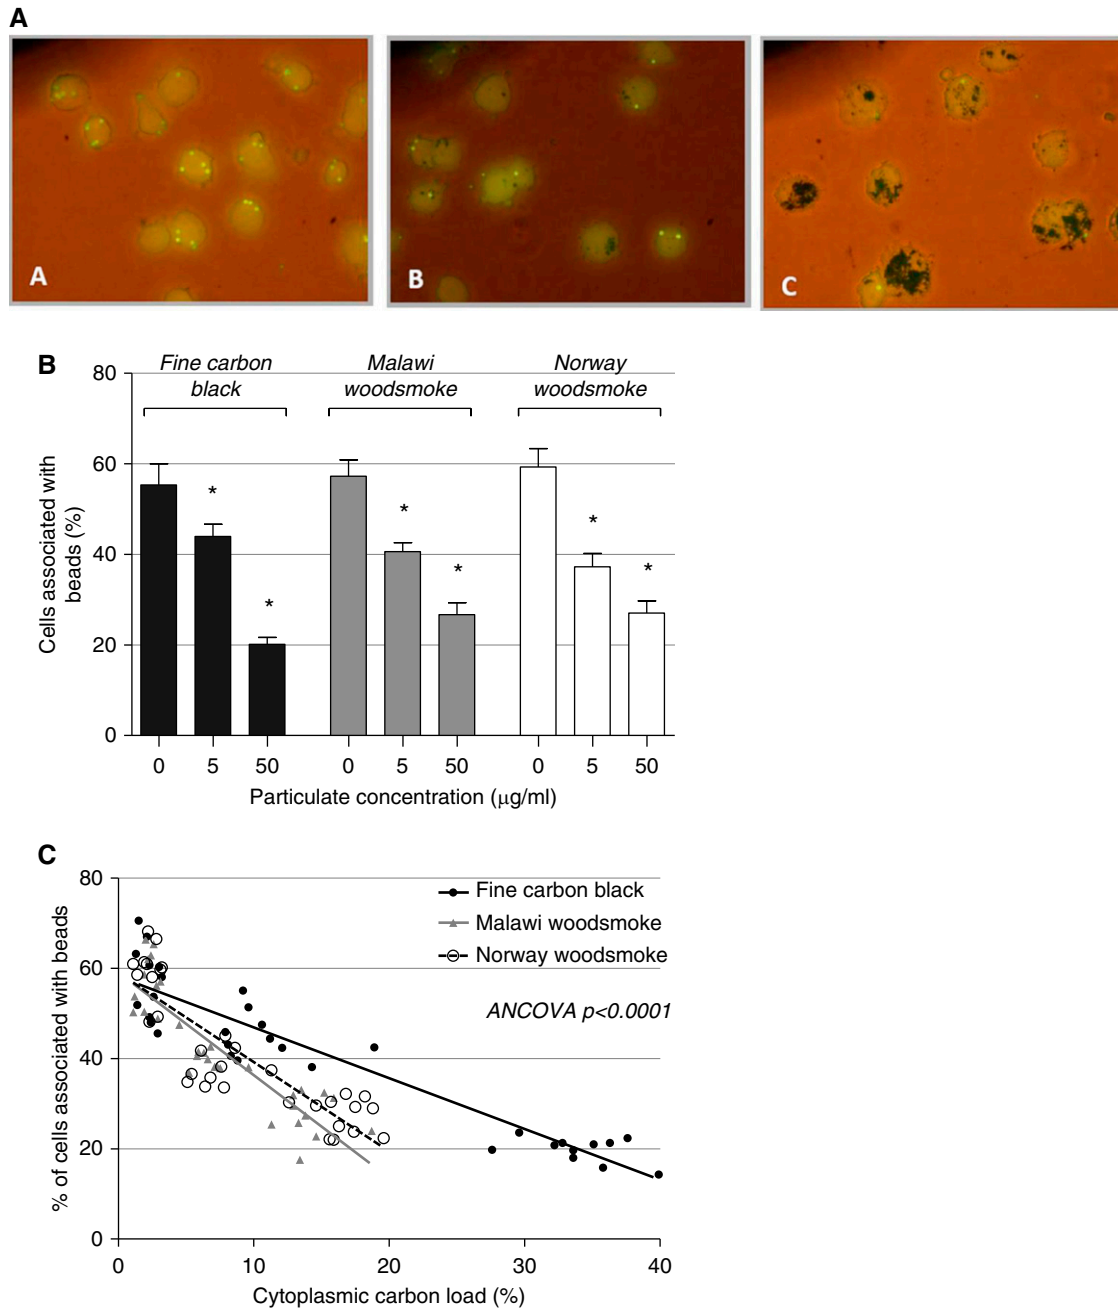 A
A
B
C
B
Fine carbon
black
Malawi
woodsmoke
Norway
woodsmoke
80
60
40
20
0
Cells associated with
beads (%)
*
*
*
*
*
*
0 5 50 0 5 50 0 5 50
Particulate concentration (μg/ml)
C
80
60
40
20
0
% of cells associated with beads
Fine carbon black
Malawi woodsmoke
Norway woodsmoke
ANCOVA p<0.0001
0 10 20 30 40
Cytoplasmic carbon load (%)